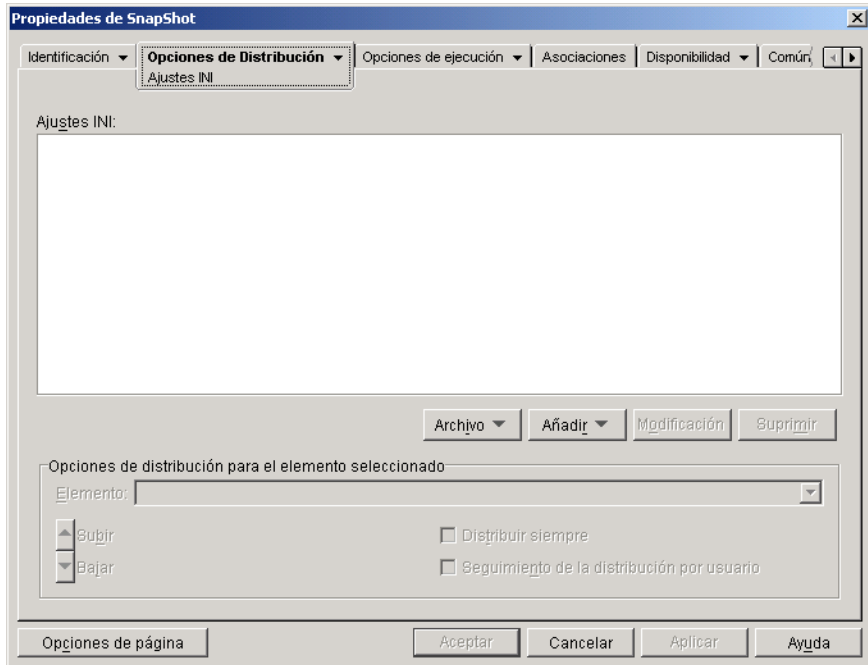 Propiedades de SnapShot
Identificación Opciones de Distribución Opciones de ejecución Asociaciones Disponibilidad Común
Ajustes INI
Ajustes INI:
Archivo Añadir Modificación Suprimir
Opciones de distribución para el elemento seleccionado
Elemento:
Subir Distribuir siempre
Bajar Seguimiento de la distribución por usuario
Opciones de página Aceptar Cancelar Aplicar Ayuda